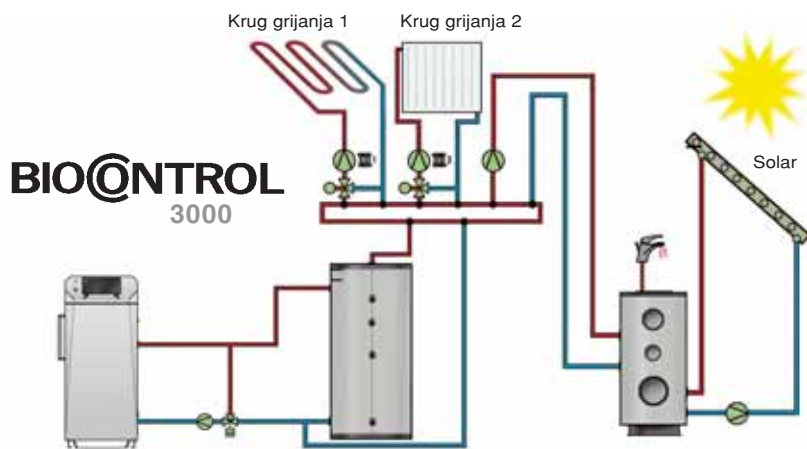 Krug grijanja 1
Krug grijanja 2
Solar
BIOCONTROL
3000